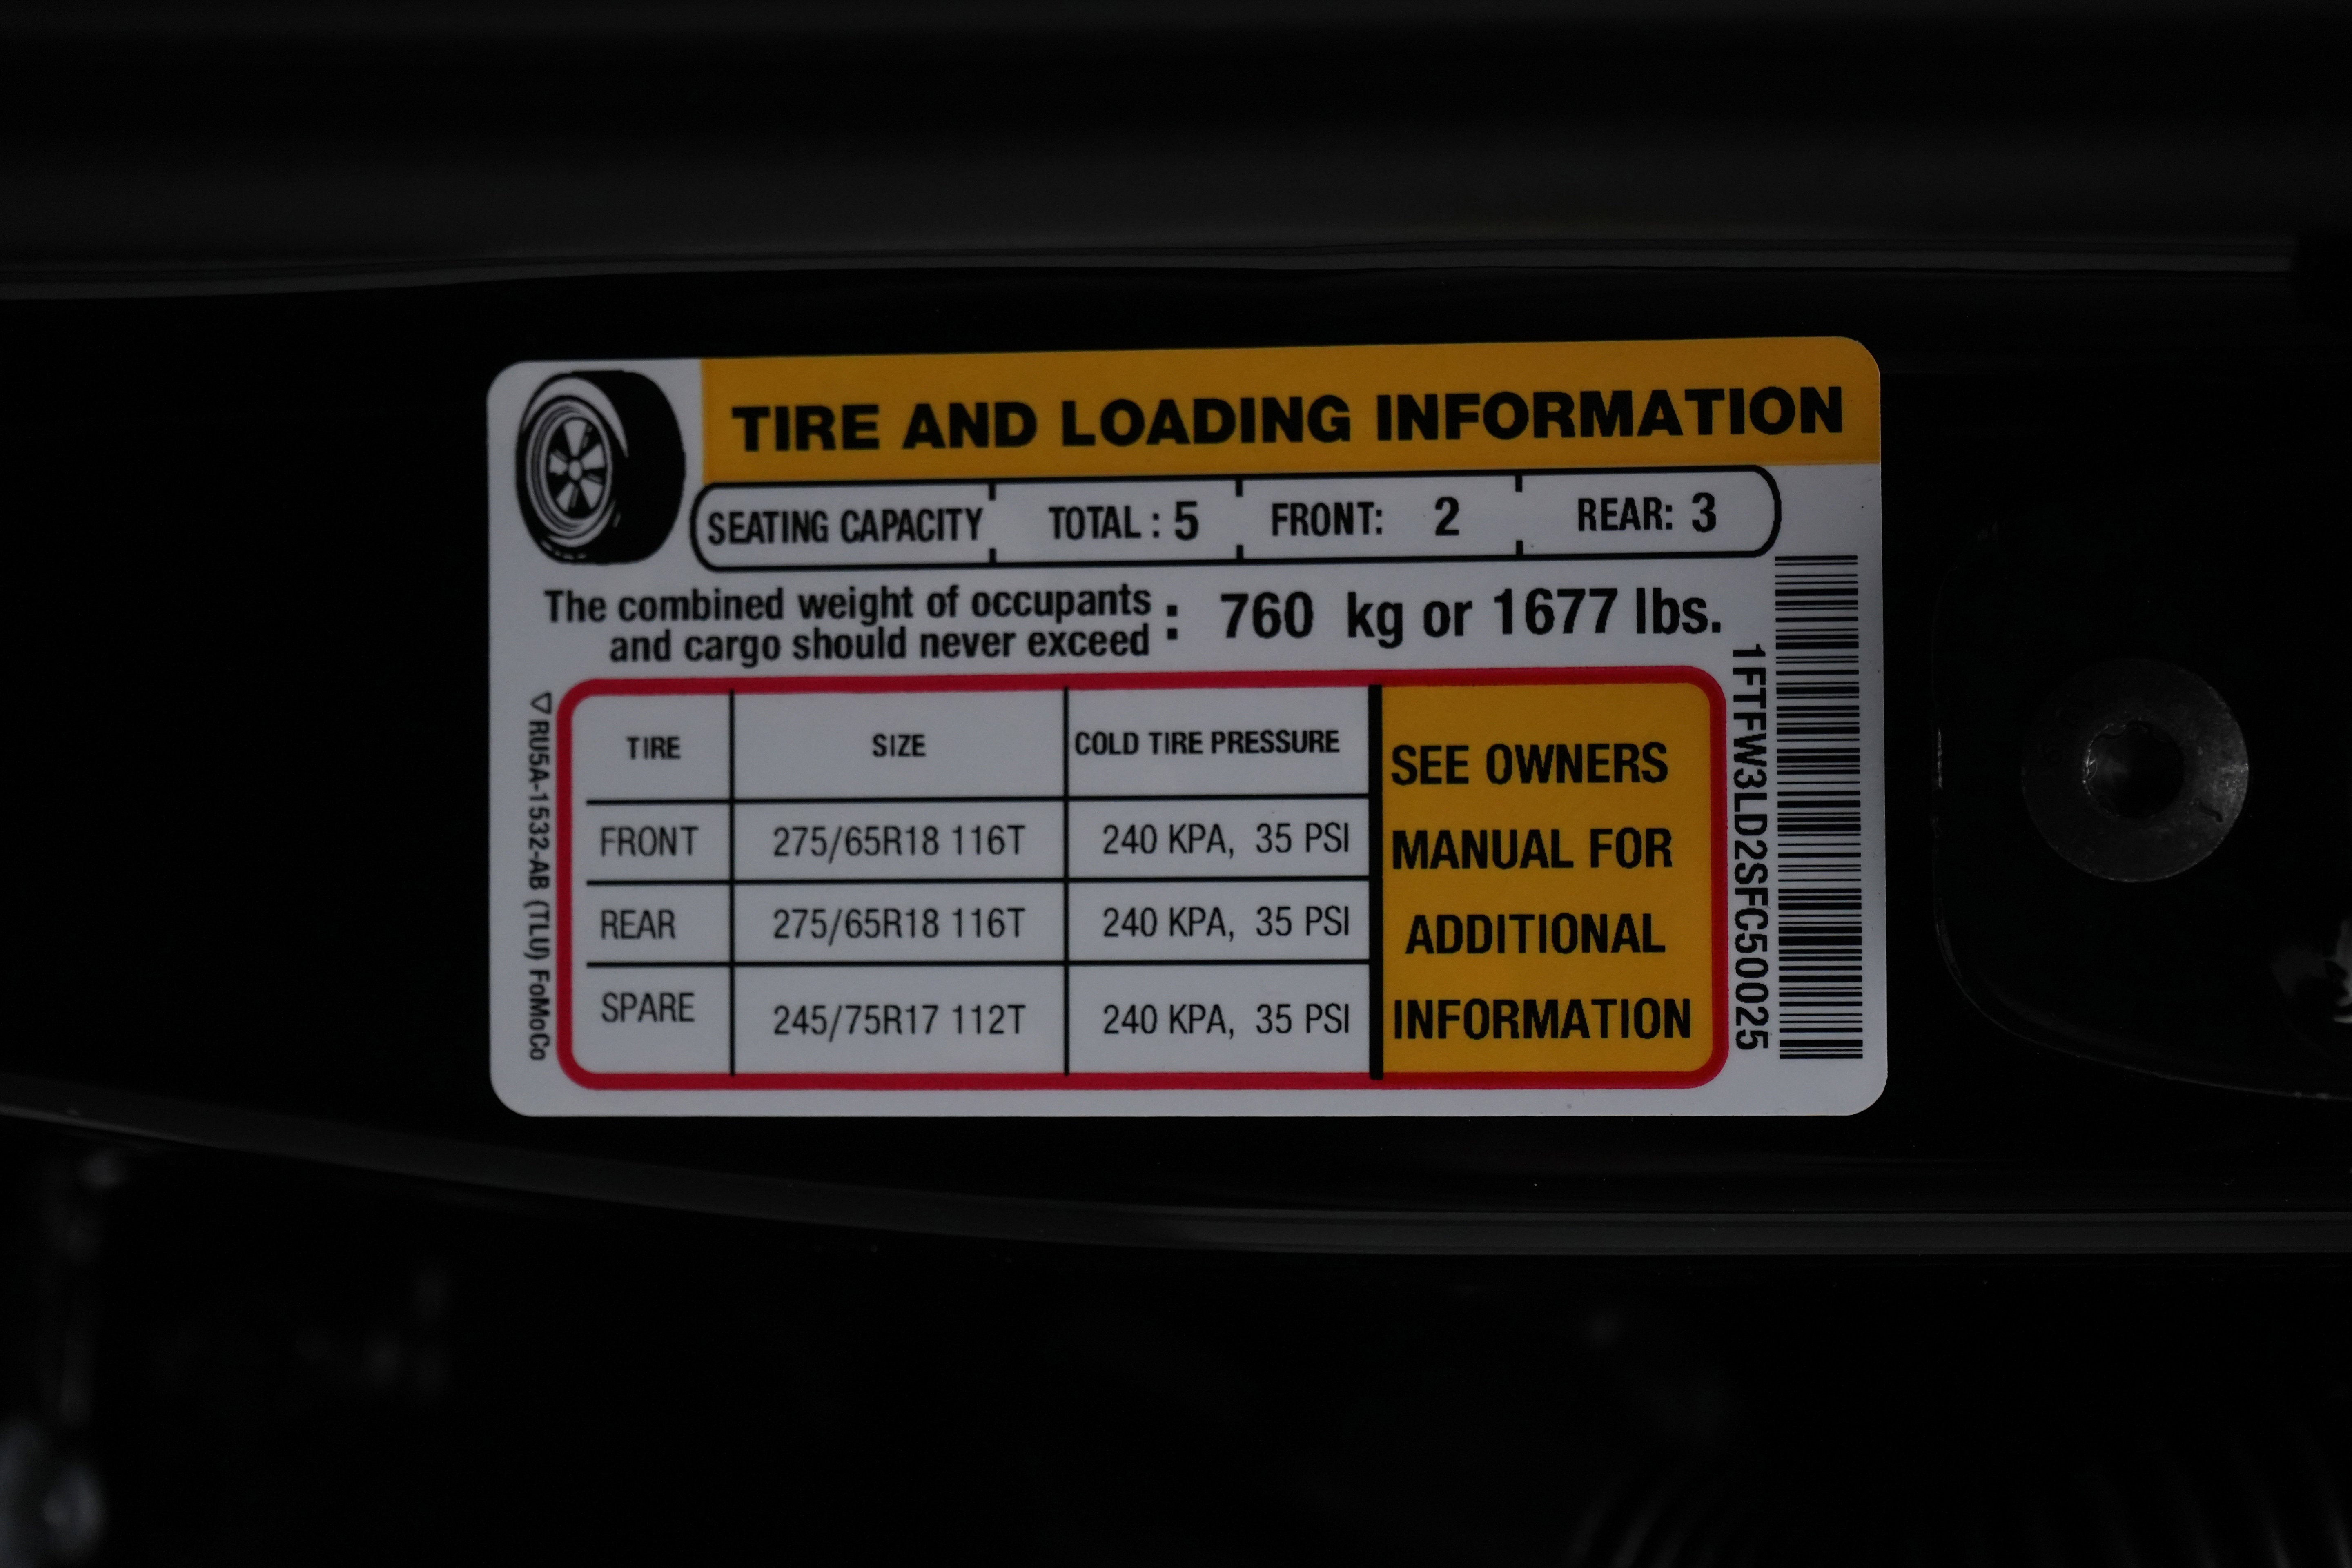 TIRE AND LOADING INFORMATION
SEATING CAPACITY TOTAL : 5 FRONT: 2 REAR: 3
The combined weight of occupants
and cargo should never exceed : 760 kg or 1677 lbs.
TIRE SIZE COLD TIRE PRESSURE
FRONT 275/65R18 116T 240 KPA, 35 PSI
REAR 275/65R18 116T 240 KPA, 35 PSI
SPARE 245/75R17 112T 240 KPA, 35 PSI
SEE OWNERS
MANUAL FOR
ADDITIONAL
INFORMATION
RU5A-1532-AB (TLU) FoMoCo
1FTFW3LD2SFC50025